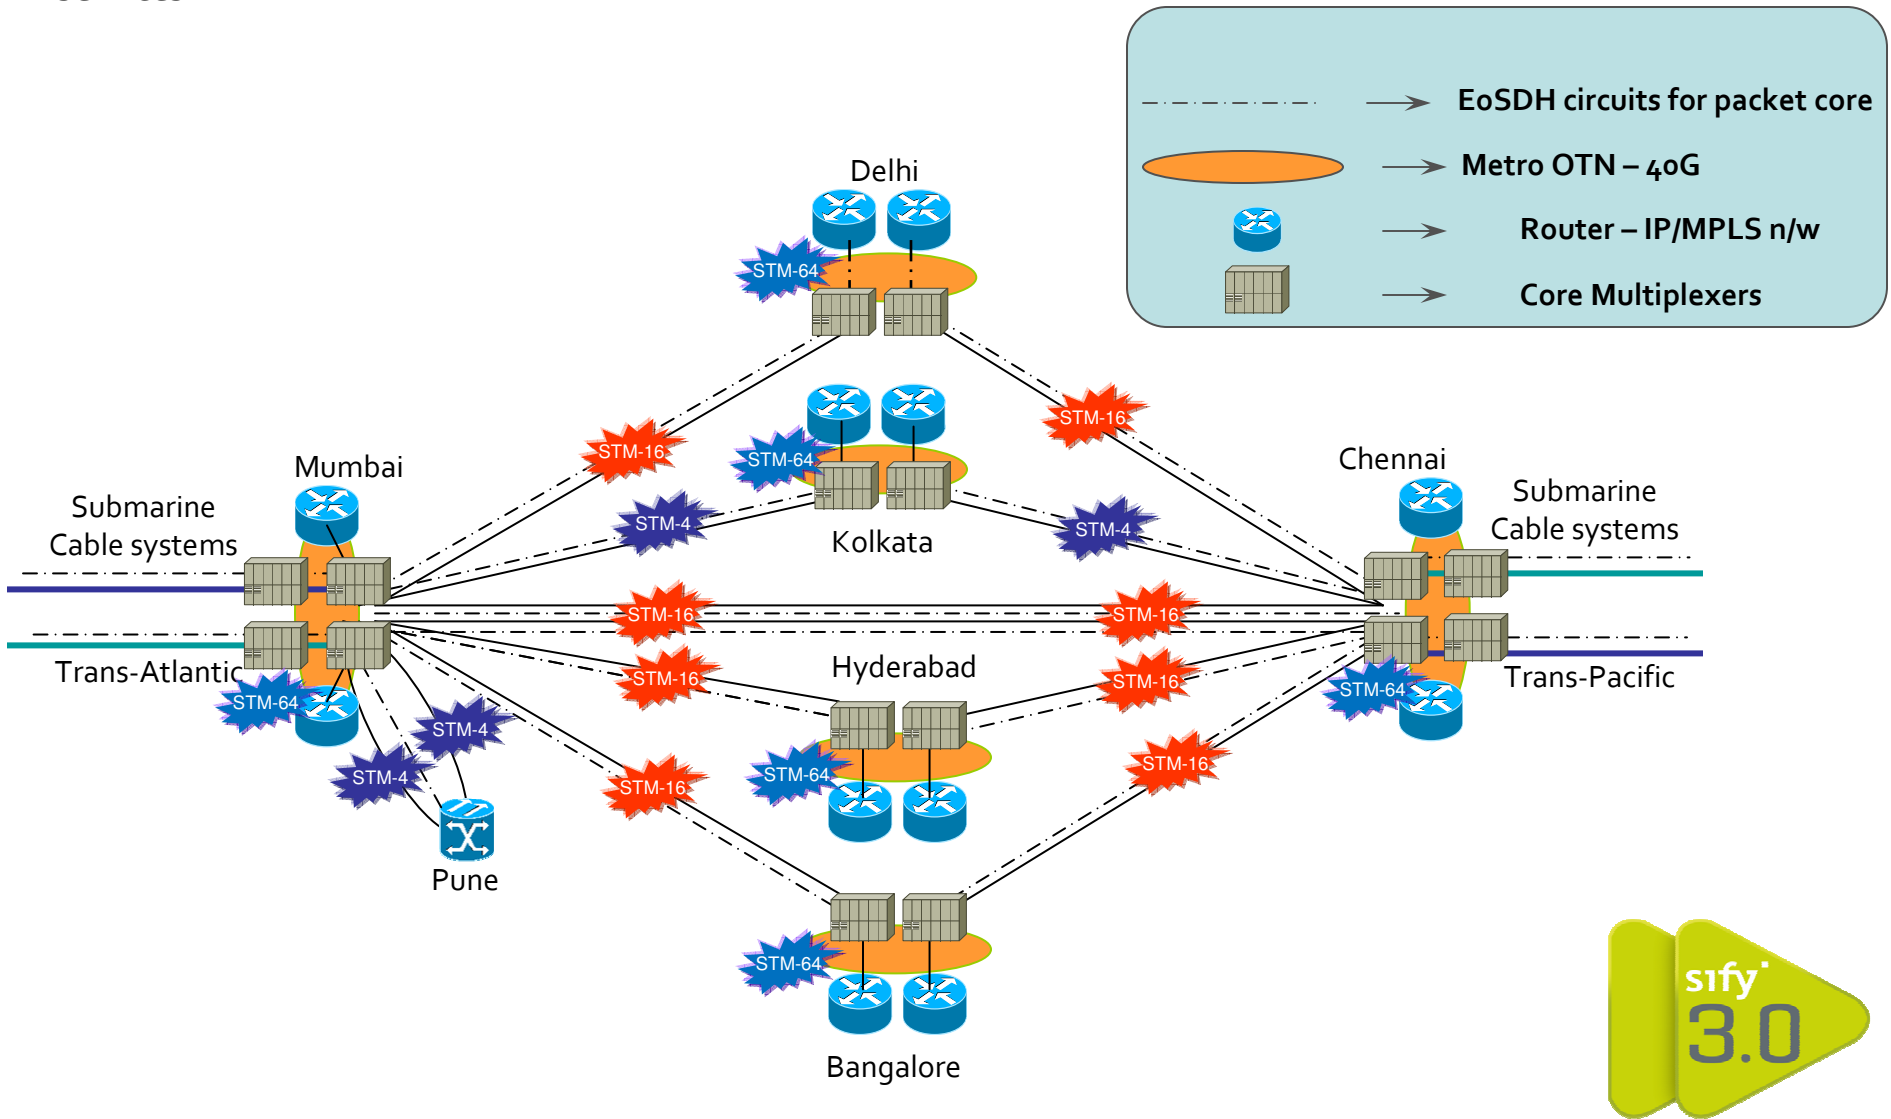 EoSDH circuits for packet core
Metro OTN – 40G
Router – IP/MPLS n/w
Core Multiplexers
Delhi
STM-64
STM-16
STM-16
STM-64
Mumbai
Chennai
Submarine
Cable systems
Submarine
Cable systems
STM-4
STM-4
Kolkata
STM-16
STM-16
Hyderabad
Trans-Atlantic
Trans-Pacific
STM-16
STM-16
STM-64
STM-64
STM-4
STM-4
STM-16
STM-64
STM-16
Pune
STM-64
Bangalore
sify
3.0